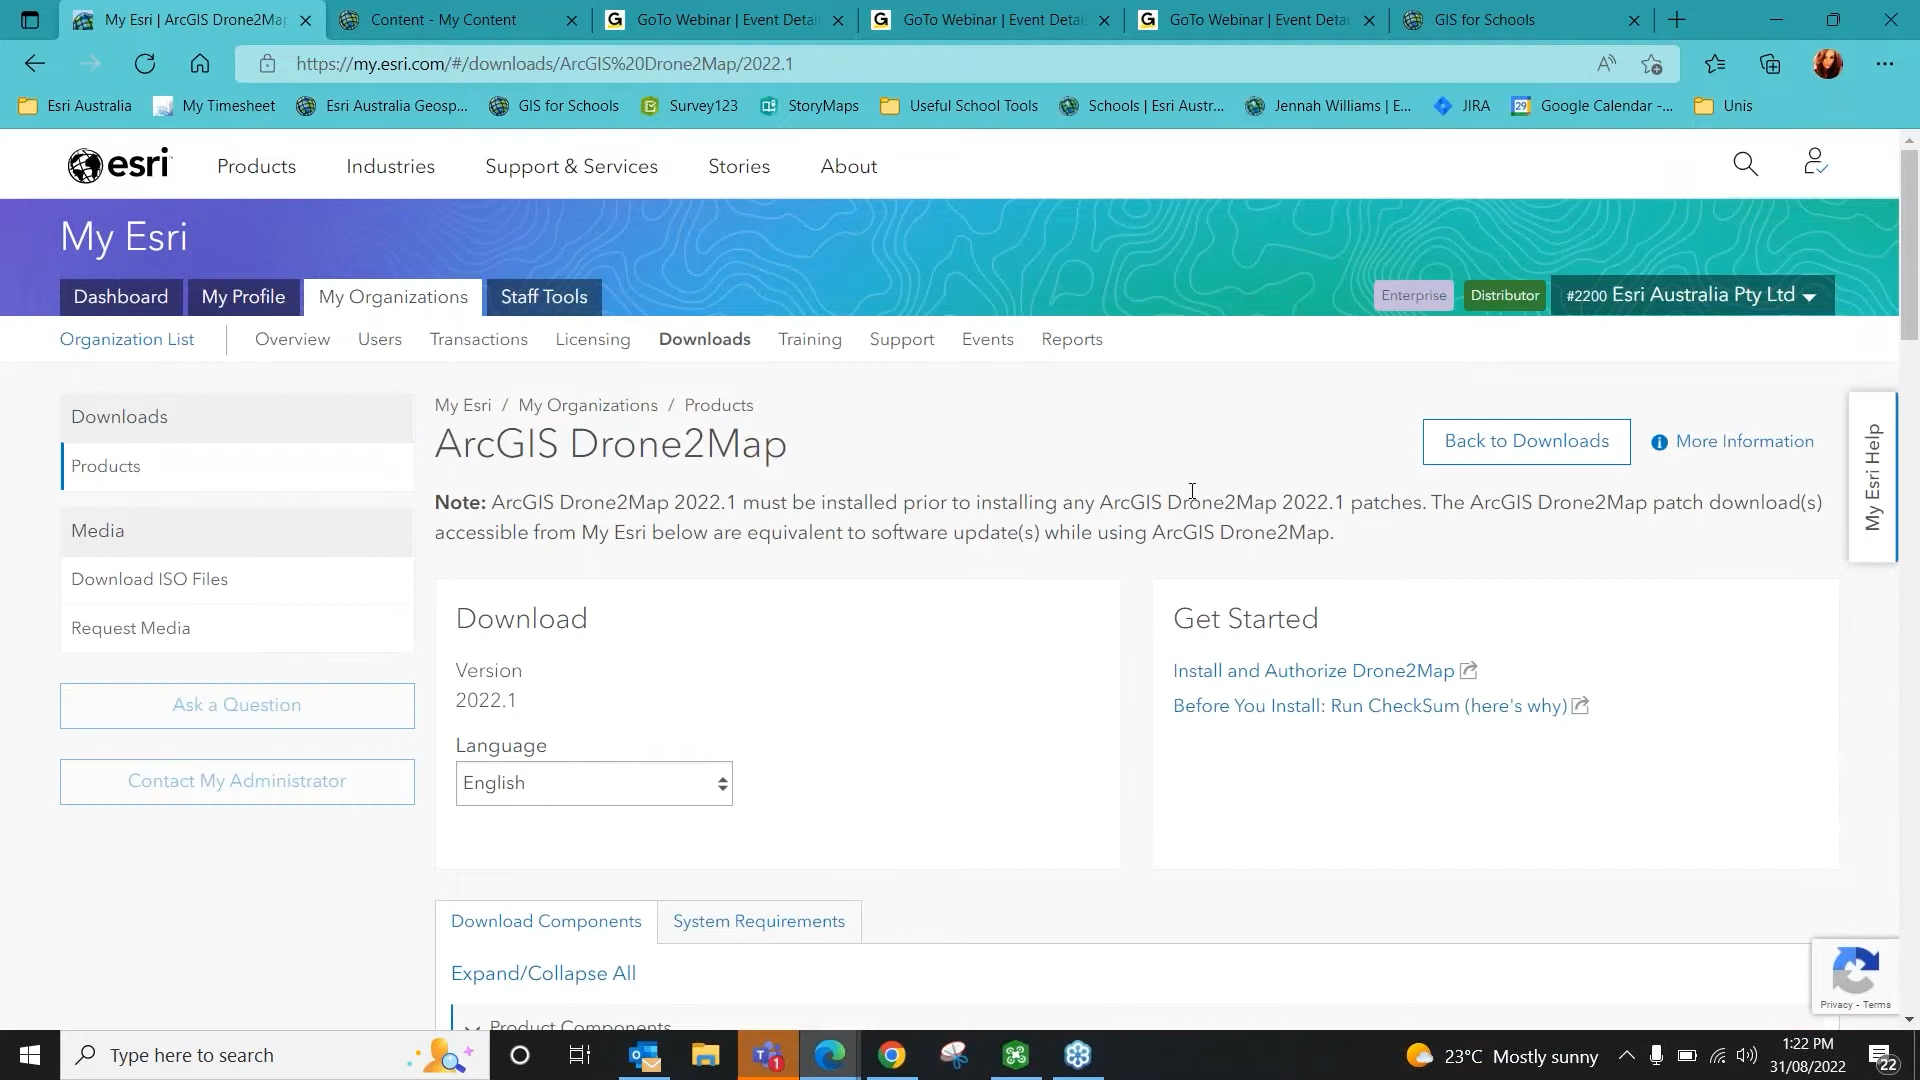 My Esri | ArcGIS Drone2Ma
Content - My Content
GoTo Webinar | Event Detai
GoTo Webinar | Event Detai
GoTo Webinar | Event Detai
GIS for Schools
https://my.esri.com/#/downloads/ArcGIS%20Drone2Map/2022.1
Esri Australia
My Timesheet
Esri Australia Geosp...
GIS for Schools
Survey123
StoryMaps
Useful School Tools
Schools | Esri Austr...
Jennah Williams | E...
JIRA
29
Google Calendar -...
Unis
esri
Products
Industries
Support & Services
Stories
About
My Esri
Dashboard
My Profile
My Organizations
Staff Tools
Enterprise
Distributor
#2200 Esri Australia Pty Ltd
Organization List
Overview
Users
Transactions
Licensing
Downloads
Training
Support
Events
Reports
Downloads
Products
Media
Download ISO Files
Request Media
Ask a Question
Contact My Administrator
My Esri / My Organizations / Products
ArcGIS Drone2Map
Back to Downloads
More Information
My Esri Help
Note: ArcGIS Drone2Map 2022.1 must be installed prior to installing any ArcGIS Drone2Map 2022.1 patches. The ArcGIS Drone2Map patch download(s)
accessible from My Esri below are equivalent to software update(s) while using ArcGIS Drone2Map.
Download
Version
2022.1
Language
English
Get Started
Install and Authorize Drone2Map
Before You Install: Run CheckSum (here's why)
Download Components
System Requirements
Expand/Collapse All
Product Components
Privacy - Terms
Type here to search
1
23°C Mostly sunny
1:22 PM
31/08/2022
22